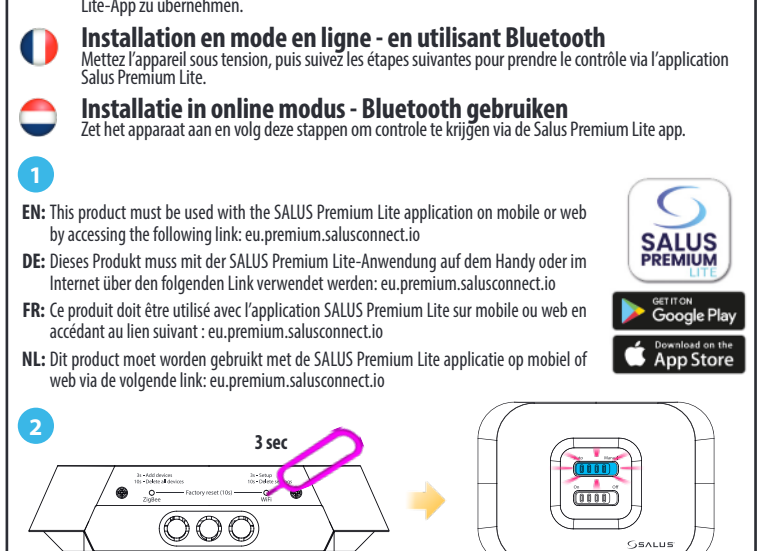 Lite-App zu übernehmen.
Installation en mode en ligne - en utilisant Bluetooth
Mettez l'appareil sous tension, puis suivez les étapes suivantes pour prendre le contrôle via l'application
Salus Premium Lite.
Installatie in online modus - Bluetooth gebruiken
Zet het apparaat aan en volg deze stappen om controle te krijgen via de Salus Premium Lite app.
1
EN: This product must be used with the SALUS Premium Lite application on mobile or web
by accessing the following link: eu.premium.salusconnect.io
DE: Dieses Produkt muss mit der SALUS Premium Lite-Anwendung auf dem Handy oder im
Internet über den folgenden Link verwendet werden: eu.premium.salusconnect.io
FR: Ce produit doit être utilisé avec l'application SALUS Premium Lite sur mobile ou web en
accédant au lien suivant : eu.premium.salusconnect.io
NL: Dit product moet worden gebruikt met de SALUS Premium Lite applicatie op mobiel of
web via de volgende link: eu.premium.salusconnect.io
SALUS
PREMIUM
LITE
GET IT ON
Google Play
Download on the
App Store
2
3 sec
3s - Add devices
10s - Delete all devices
3s - Setup
10s - Delete
Factory reset (10s)
ZigBee
WiFi
On Off
SALUS